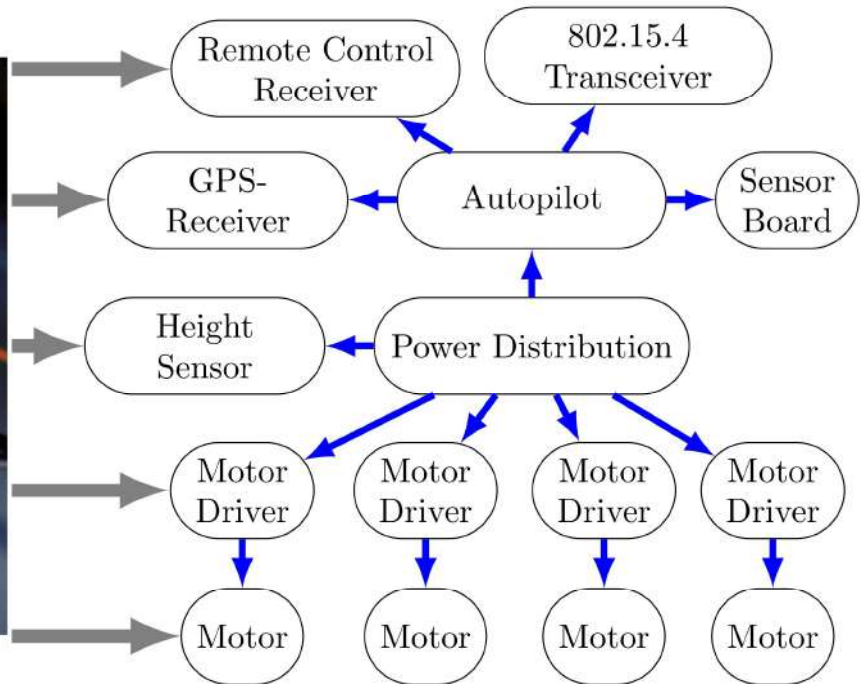 Remote Control
Receiver
802.15.4
Transceiver
GPS-
Receiver
Autopilot
Sensor
Board
Height
Sensor
Power Distribution
Motor
Driver
Motor
Driver
Motor
Driver
Motor
Driver
Motor
Motor
Motor
Motor